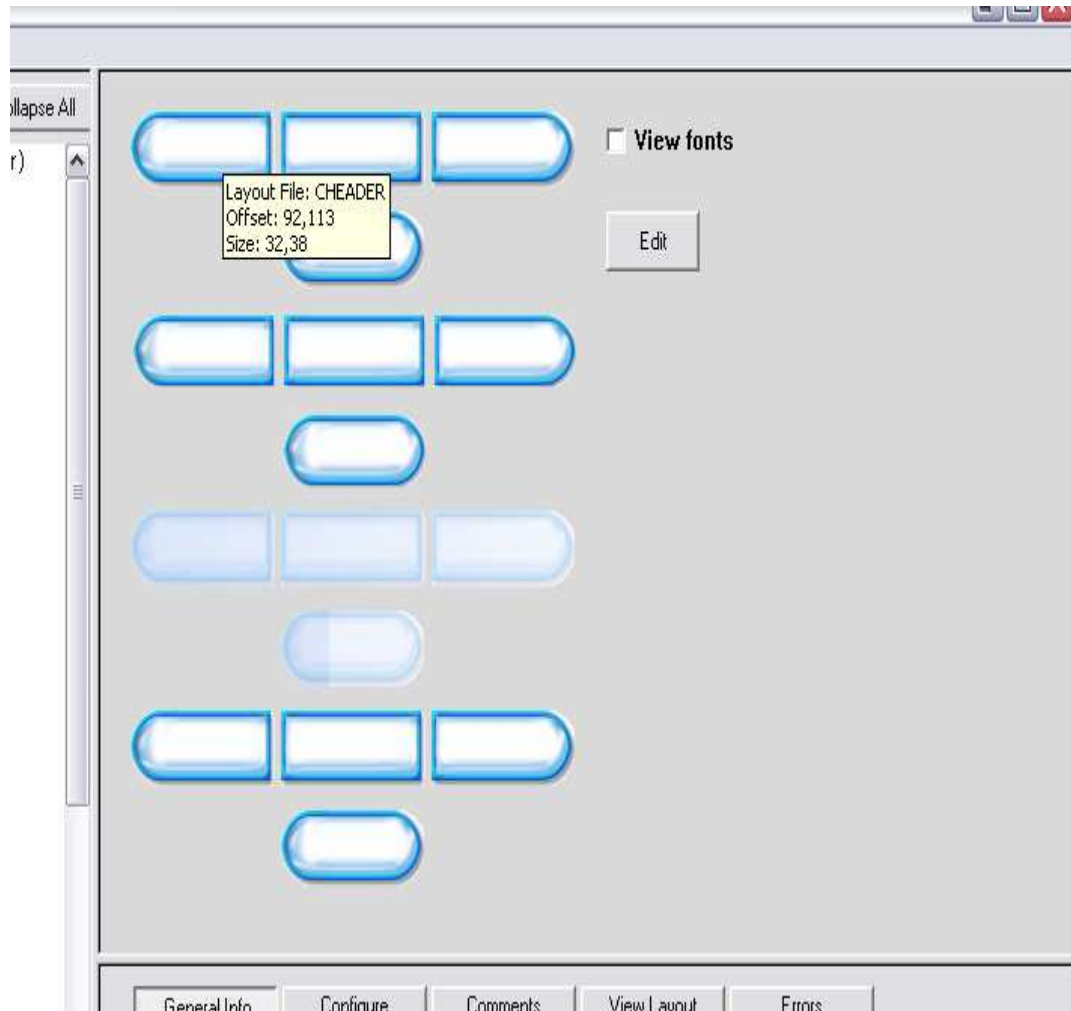 ollapse All
r)
View fonts
Layout File: CHEADER
Offset: 92,113
Size: 32,38
Edit
General Info
Configure
Comments
View Layout
Errors